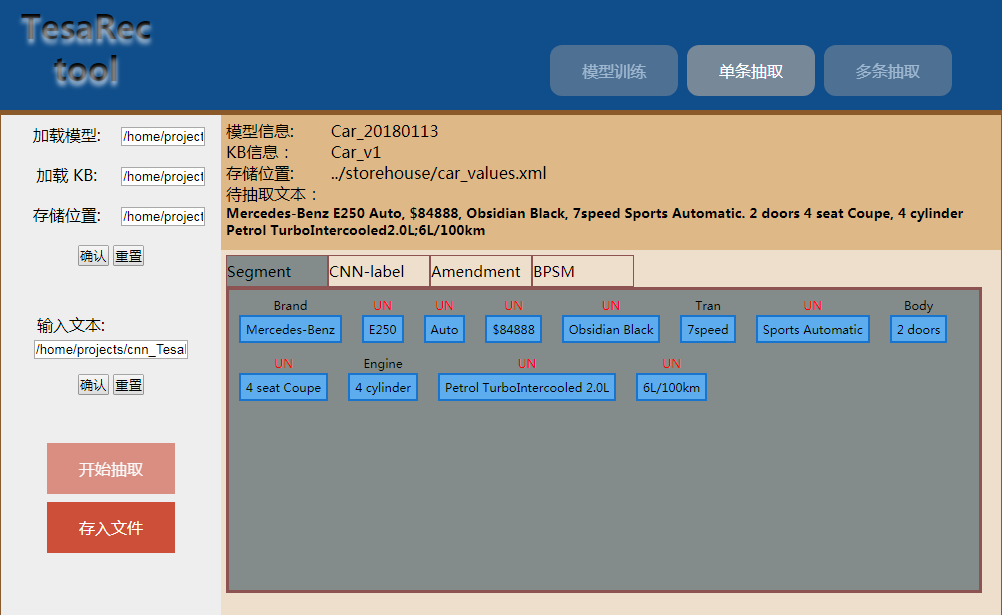 TesaRec
tool
模型训练 单条抽取 多条抽取
加载模型: /home/project
加载 KB: /home/project
存储位置: /home/project
确认 重置
输入文本:
/home/projects/cnn_Tesal
确认 重置
开始抽取
存入文件
模型信息: Car_20180113
KB信息: Car_v1
存储位置: ../storehouse/car_values.xml
待抽取文本:
Mercedes-Benz E250 Auto, $84888, Obsidian Black, 7speed Sports Automatic. 2 doors 4 seat Coupe, 4 cylinder
Petrol TurboIntercooled2.0L;6L/100km
Segment CNN-label Amendment BPSM
Brand UN UN UN UN Tran UN Body
Mercedes-Benz E250 Auto $84888 Obsidian Black 7speed Sports Automatic 2 doors
UN Engine UN UN
4 seat Coupe 4 cylinder Petrol TurboIntercooled 2.0L 6L/100km